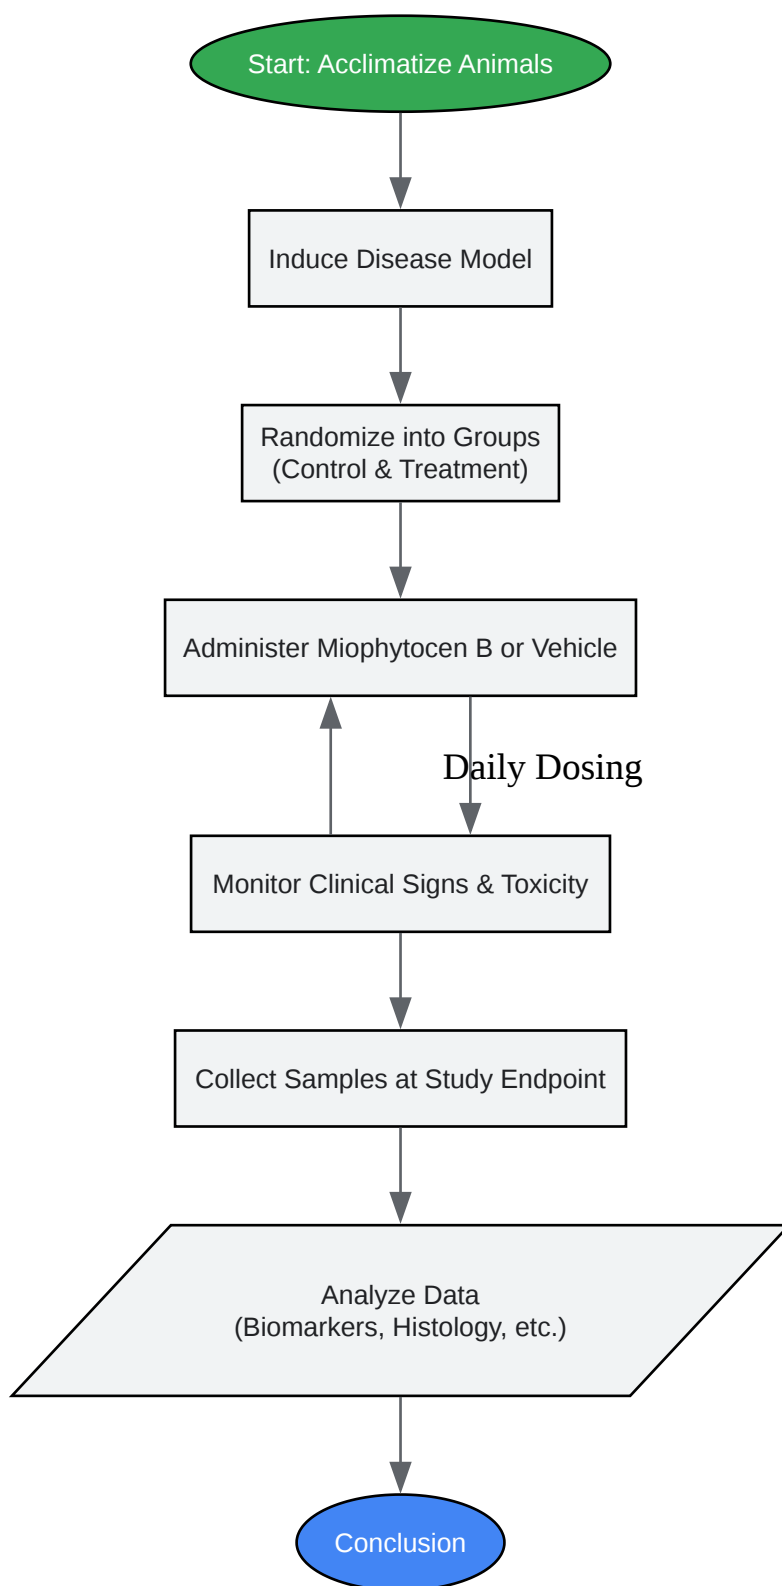 Start: Acclimatize Animals
Induce Disease Model
Randomize into Groups
(Control & Treatment)
Administer Miophytocen B or Vehicle
Daily Dosing
Monitor Clinical Signs & Toxicity
Collect Samples at Study Endpoint
Analyze Data
(Biomarkers, Histology, etc.)
Conclusion